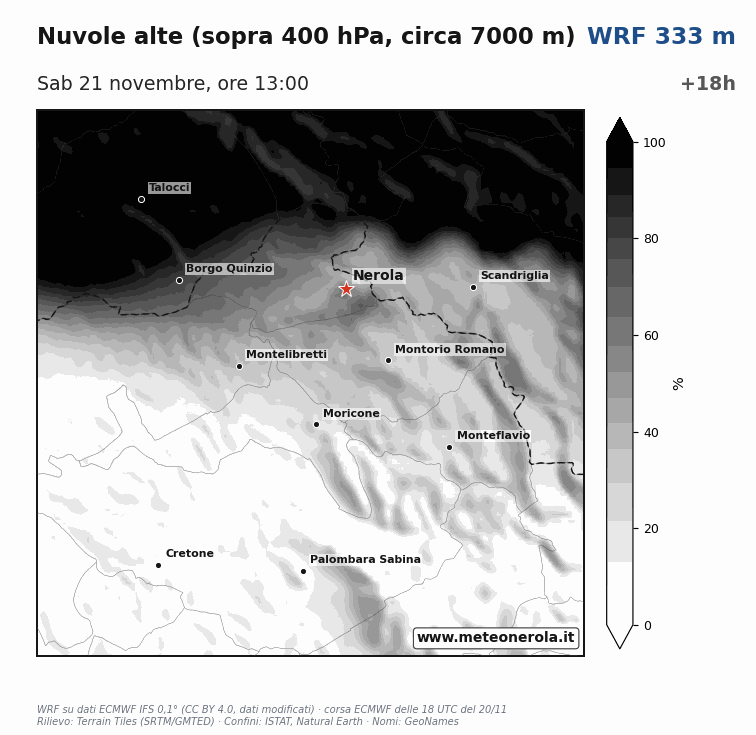 Nuvole alte (sopra 400 hPa, circa 7000 m) WRF 333 m
Sab 21 novembre, ore 13:00 +18h
Talocci
Borgo Quinzio
Nerola
Scandriglia
Montelibretti
Montorio Romano
Moricone
Monteflavio
Cretone
Palombara Sabina
www.meteonerola.it
100
80
60
40
20
0
%
WRF su dati ECMWF IFS 0,1° (CC BY 4.0, dati modificati) · corsa ECMWF delle 18 UTC del 20/11
Rilievo: Terrain Tiles (SRTM/GMTED) · Confini: ISTAT, Natural Earth · Nomi: GeoNames